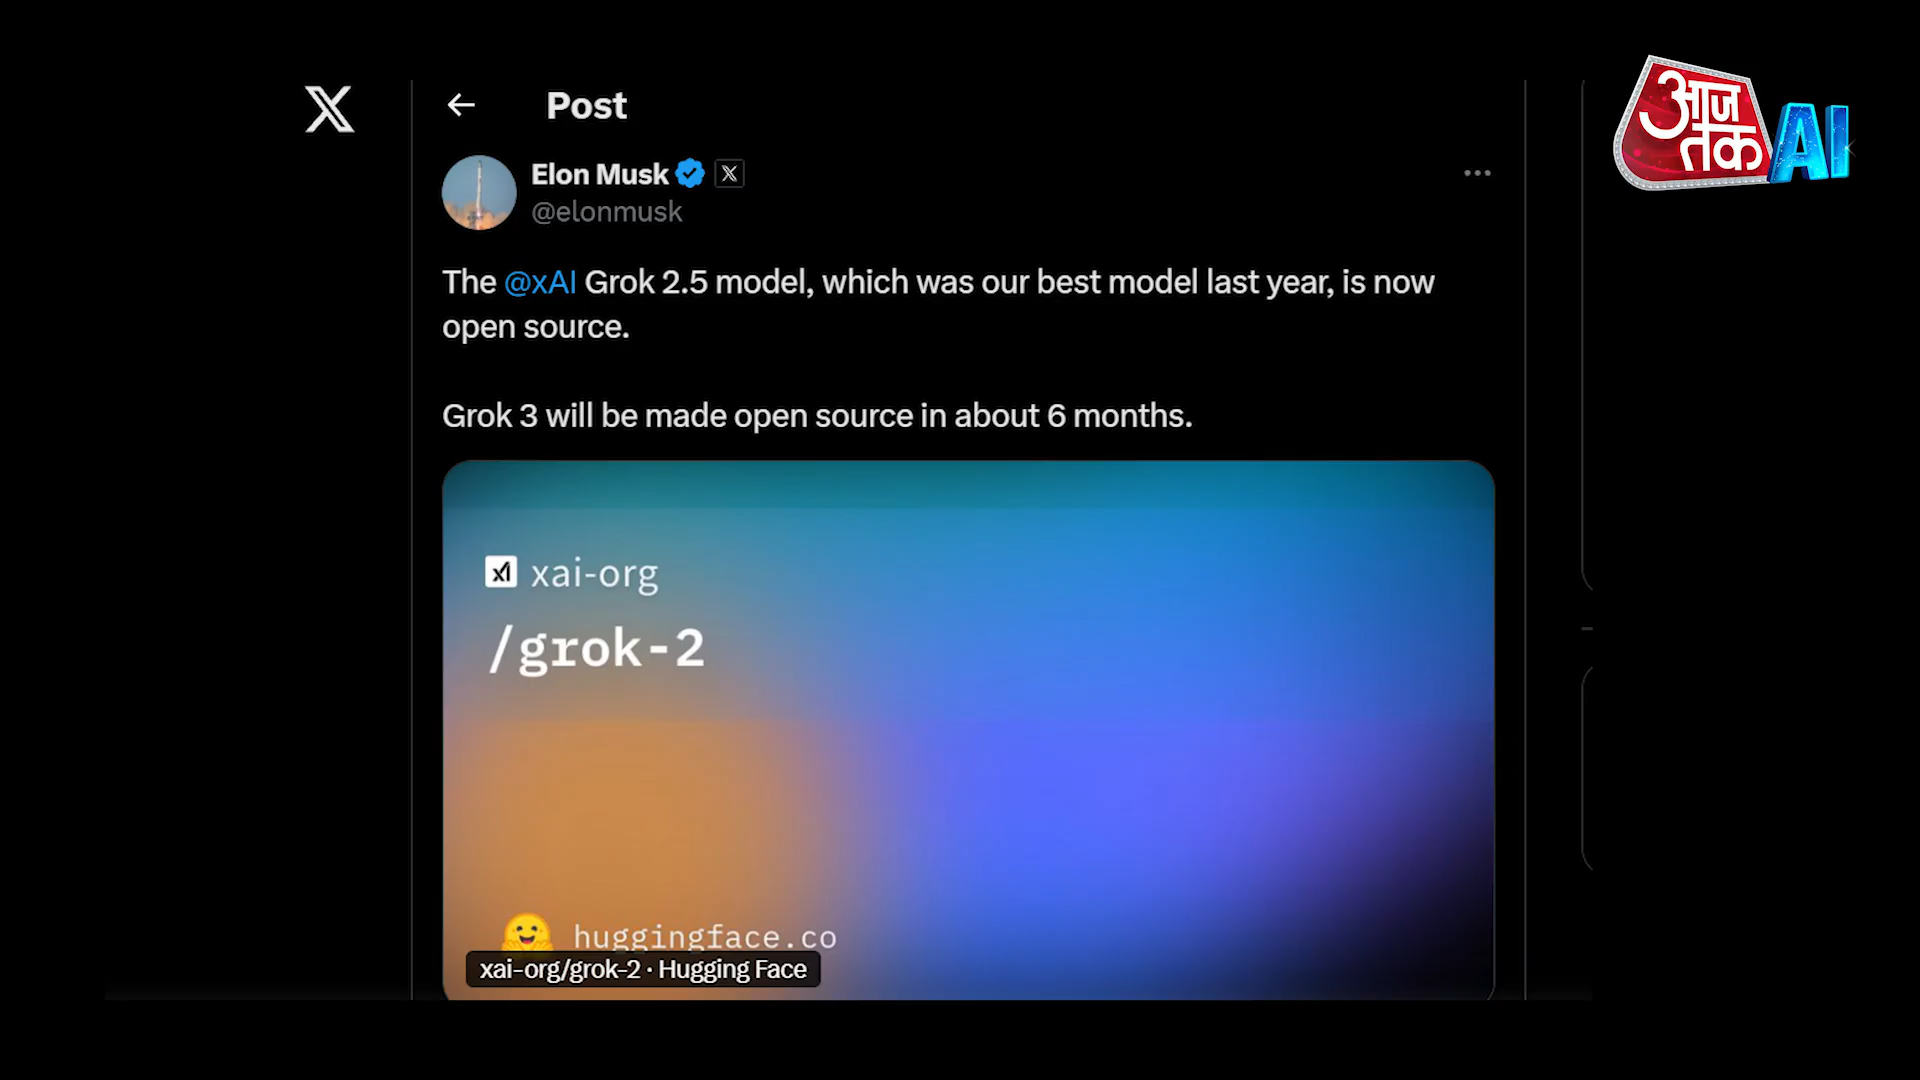 Post
आज
तक AI
Elon Musk
@elonmusk
The @xAI Grok 2.5 model, which was our best model last year, is now
open source.
Grok 3 will be made open source in about 6 months.
xai-org
/grok-2
huggingface.co
xai-org/grok-2 · Hugging Face